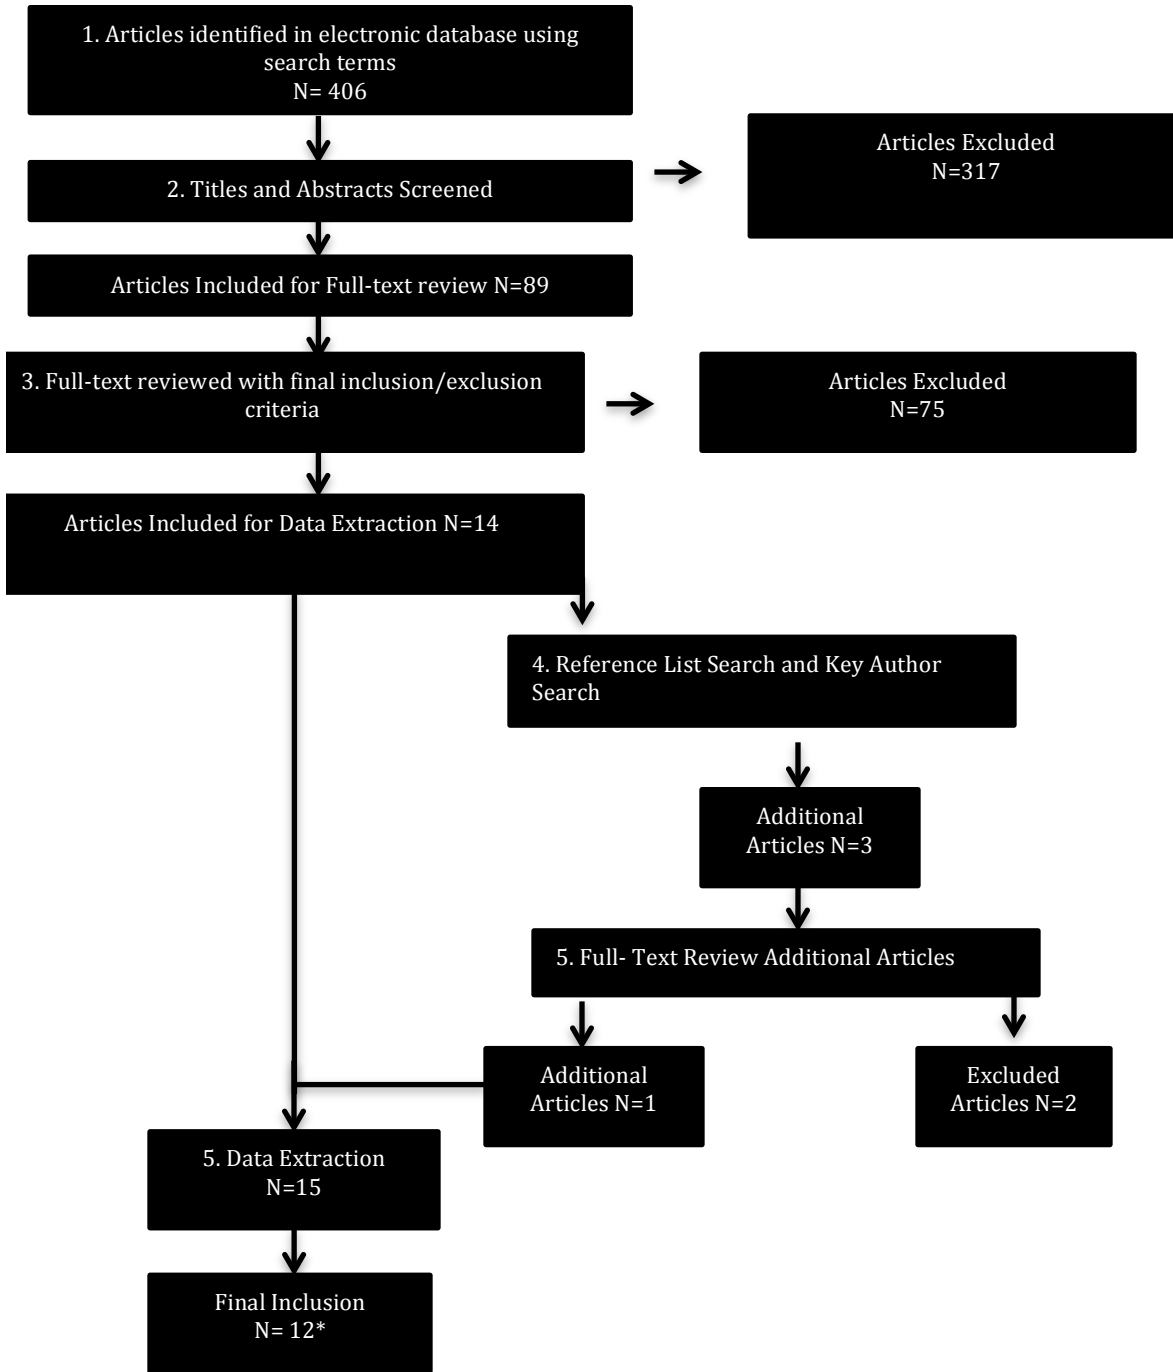 1. Articles identified in electronic database using
search terms
N= 406
Articles Excluded
N=317
2. Titles and Abstracts Screened
Articles Included for Full-text review N=89
3. Full-text reviewed with final inclusion/exclusion
criteria
Articles Excluded
N=75
Articles Included for Data Extraction N=14
4. Reference List Search and Key Author
Search
Additional
Articles N=3
5. Full- Text Review Additional Articles
Additional
Articles N=1
Excluded
Articles N=2
5. Data Extraction
N=15
Final Inclusion
N= 12*